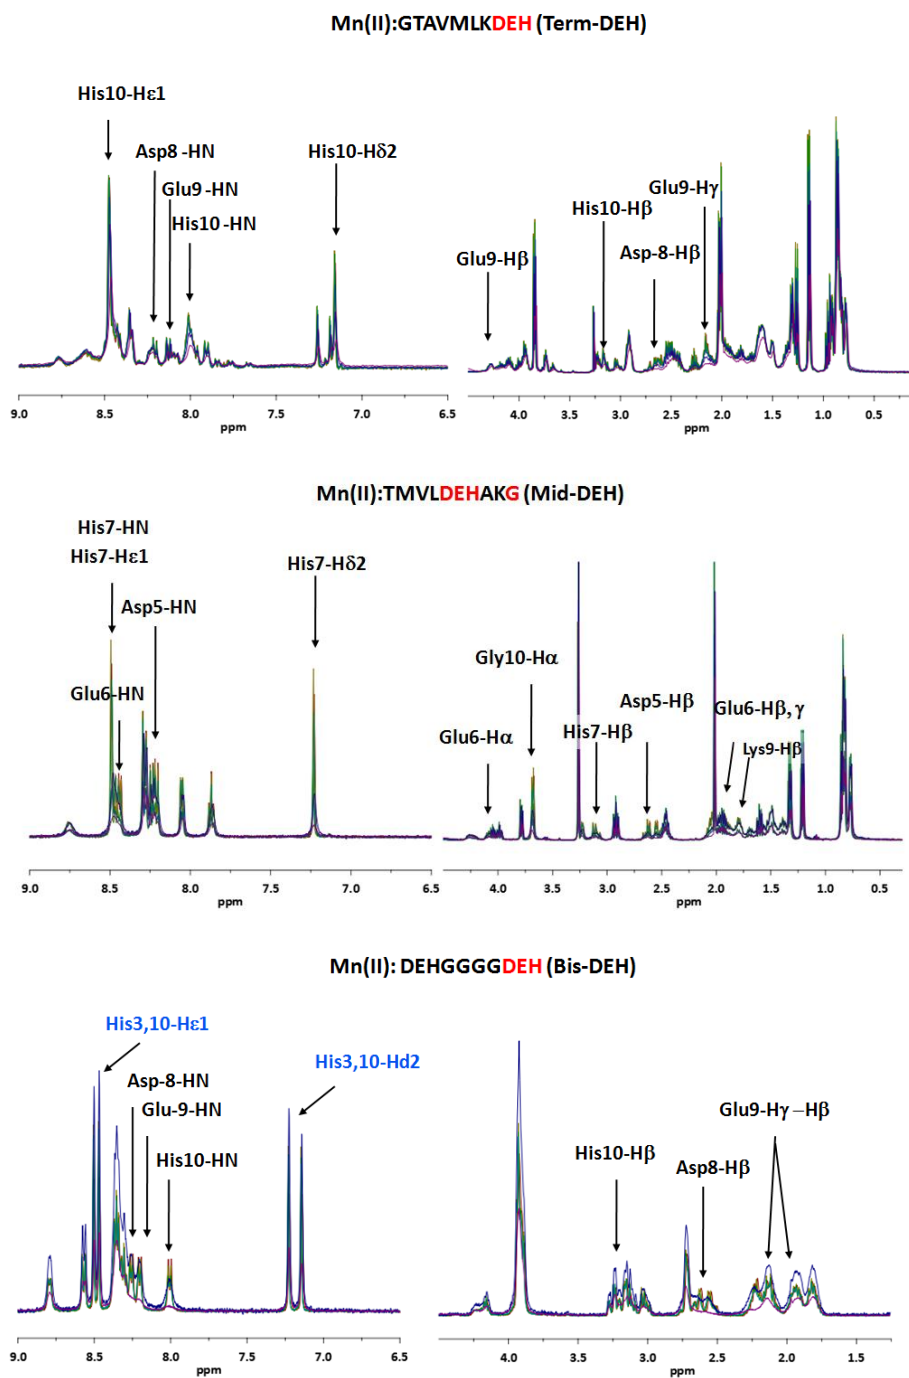 Mn(II):GTAVMLKDEH (Term-DEH)
His10-Hε1
Asp8 -HN
Glu9 -HN
His10 -HN
His10-Hδ2
Glu9-Hγ
His10-Hβ
Asp-8-Hβ
Glu9-Hβ
9.0 8.5 8.0 7.5 7.0 6.5
ppm
4.0 3.5 3.0 2.5 2.0 1.5 1.0 0.5
ppm
Mn(II):TMVLDEHAKG (Mid-DEH)
His7-HN
His7-Hε1
His7-Hδ2
Asp5-HN
Glu6-HN
Gly10-Hα
Asp5-Hβ
Glu6-Hβ, γ
Glu6-Hα
His7-Hβ
Lys9-Hβ
9.0 8.5 8.0 7.5 7.0 6.5
ppm
4.0 3.5 3.0 2.5 2.0 1.5 1.0 0.5
ppm
Mn(II): DEHGGGGDEH (Bis-DEH)
His3,10-Hε1
His3,10-Hd2
Asp-8-HN
Glu-9-HN
His10-HN
Glu9-Hγ –Hβ
His10-Hβ
Asp8-Hβ
9.0 8.5 8.0 7.5 7.0 6.5
ppm
4.0 3.5 3.0 2.5 2.0 1.5
ppm